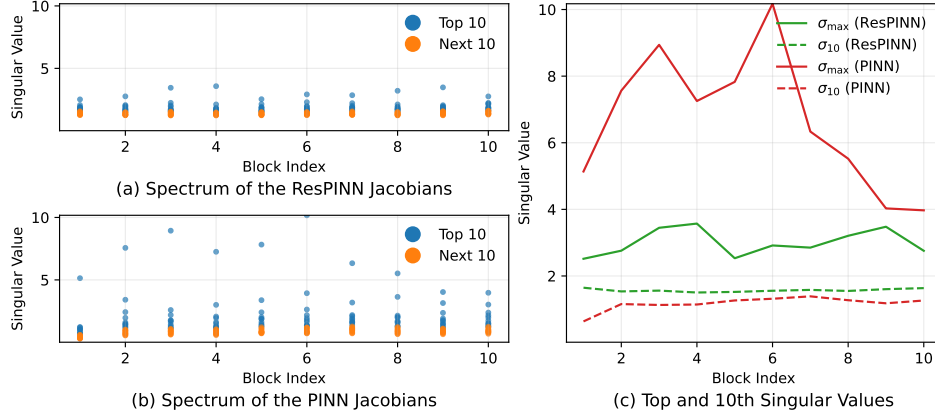 10
5
Singular Value
Top 10
Next 10
2
4
6
8
10
Block Index
(a) Spectrum of the ResPINN Jacobians
10
5
Singular Value
Top 10
Next 10
2
4
6
8
10
Block Index
(b) Spectrum of the PINN Jacobians
10
8
6
4
2
Singular Value
σmax (ResPINN)
σ10 (ResPINN)
σmax (PINN)
σ10 (PINN)
2
4
6
8
10
Block Index
(c) Top and 10th Singular Values